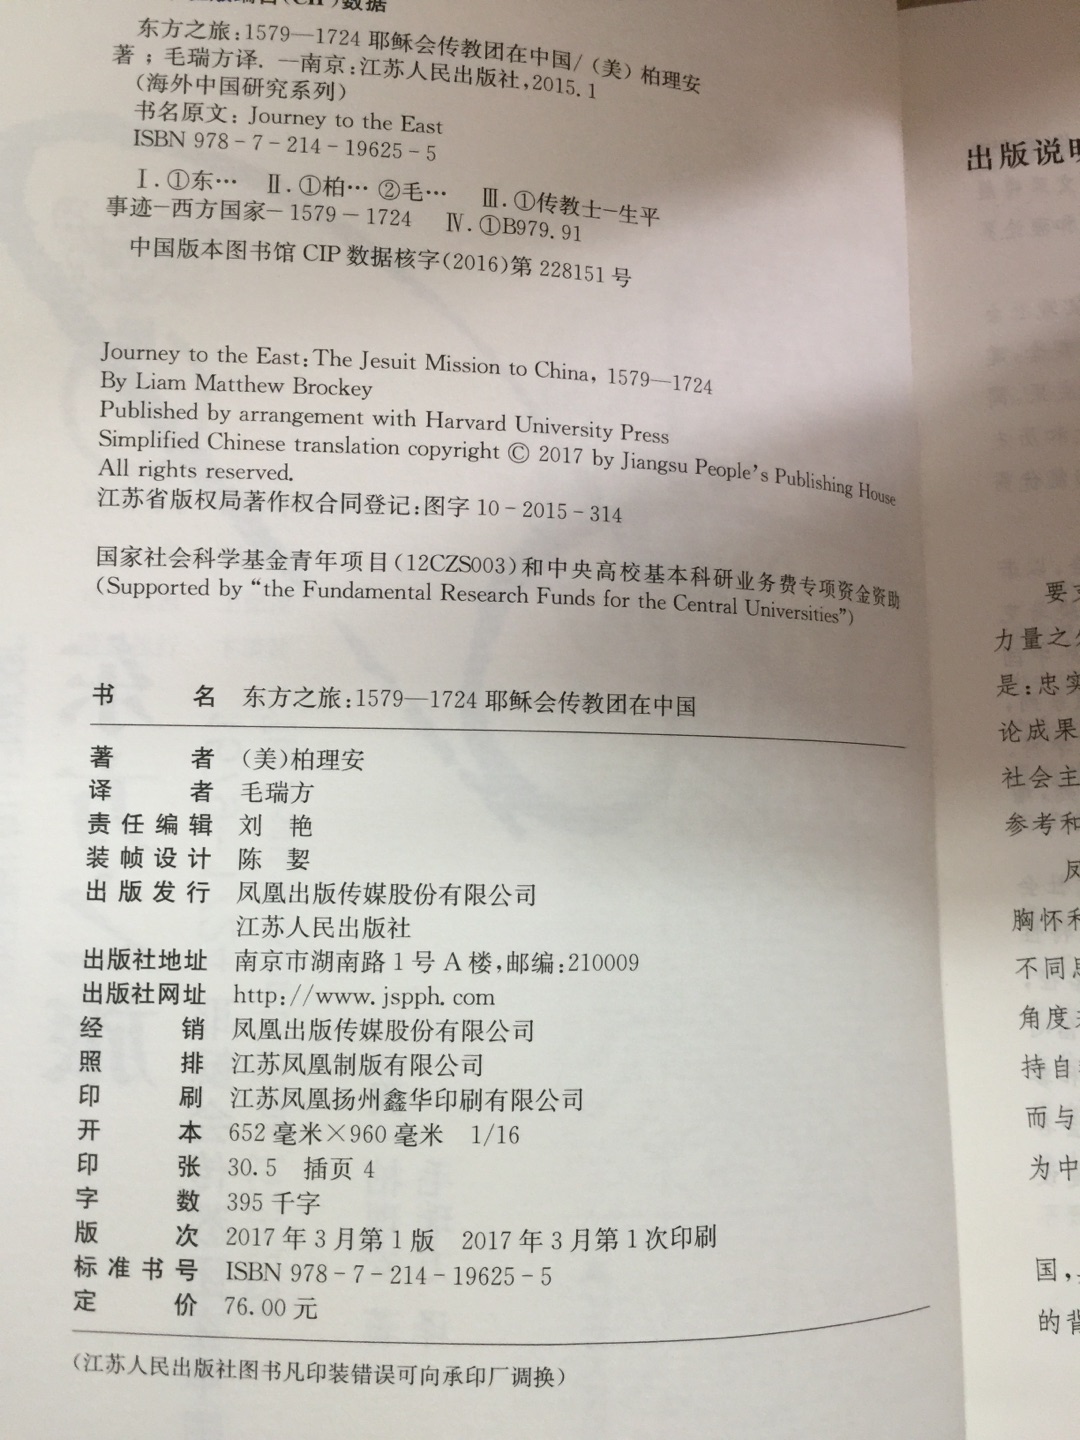 (CIP)数据
东方之旅:1579—1724 耶稣会传教团在中国/(美)柏理安
著;毛瑞方译.—南京:江苏人民出版社,2015.1
(海外中国研究系列)
书名原文: Journey to the East
ISBN 978-7-214-19625-5
Ⅰ.①东… Ⅱ.①柏…②毛… Ⅲ.①传教士-生平
事迹-西方国家-1579-1724 Ⅳ.①B979.91
中国版本图书馆 CIP 数据核字(2016)第 228151 号
Journey to the East:The Jesuit Mission to China, 1579—1724
By Liam Matthew Brockey
Published by arrangement with Harvard University Press
Simplified Chinese translation copyright © 2017 by Jiangsu People's Publishing House
All rights reserved.
江苏省版权局著作权合同登记:图字 10-2015-314
国家社会科学基金青年项目(12CZS003)和中央高校基本科研业务费专项资金资助
(Supported by “the Fundamental Research Funds for the Central Universities”)
书 名 东方之旅:1579—1724 耶稣会传教团在中国
著 者 (美)柏理安
译 者 毛瑞方
责任编辑 刘 艳
装帧设计 陈 婜
出版发行 凤凰出版传媒股份有限公司
江苏人民出版社
出版社地址 南京市湖南路 1 号 A 楼,邮编:210009
出版社网址 http://www.jspph.com
经 销 凤凰出版传媒股份有限公司
照 排 江苏凤凰制版有限公司
印 刷 江苏凤凰扬州鑫华印刷有限公司
开 本 652 毫米×960 毫米 1/16
印 张 30.5 插页 4
字 数 395 千字
版 次 2017 年 3 月第 1 版 2017 年 3 月第 1 次印刷
标准书号 ISBN 978-7-214-19625-5
定 价 76.00 元
(江苏人民出版社图书凡印装错误可向承印厂调换)
出版说明
要
力量之
是:忠实
论成果
社会主
参考和
胸怀和
不同思
角度
持自
而与
为中
国,
的背